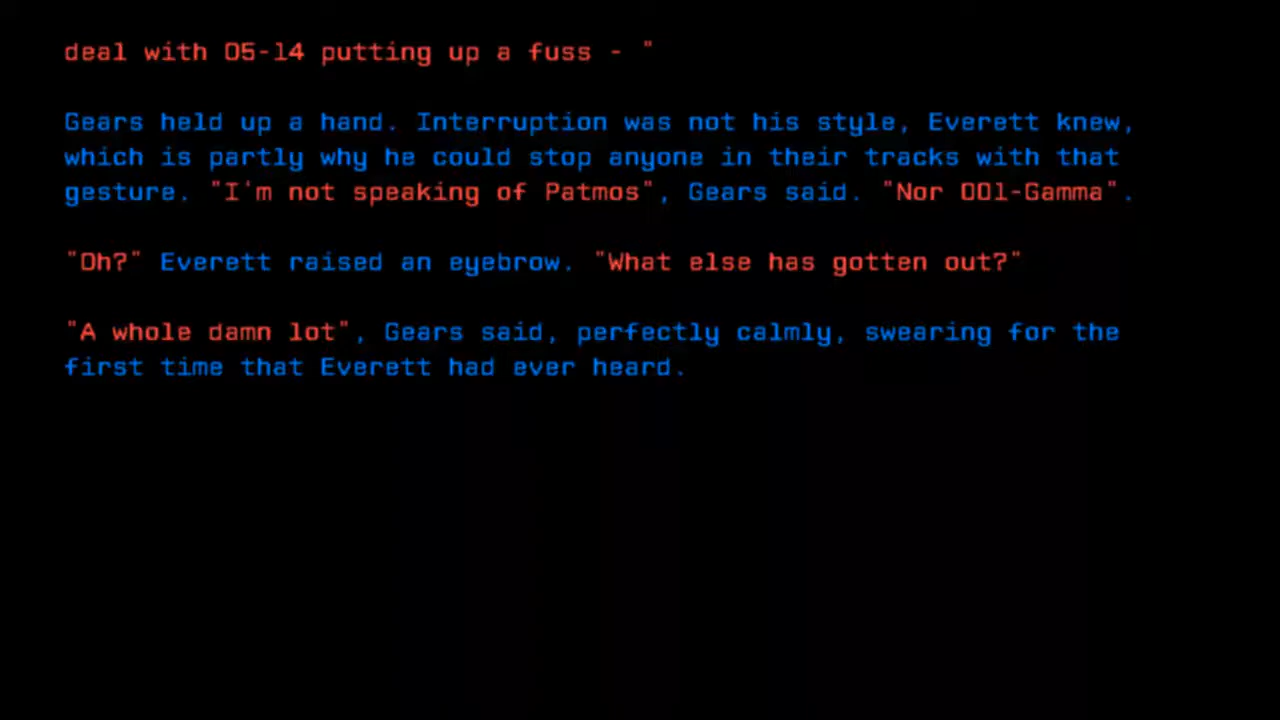 deal with O5-14 putting up a fuss - "
Gears held up a hand. Interruption was not his style, Everett knew,
which is partly why he could stop anyone in their tracks with that
gesture. "I'm not speaking of Patmos", Gears said. "Nor 001-Gamma".
"Oh?" Everett raised an eyebrow. "What else has gotten out?"
"A whole damn lot", Gears said, perfectly calmly, swearing for the
first time that Everett had ever heard.